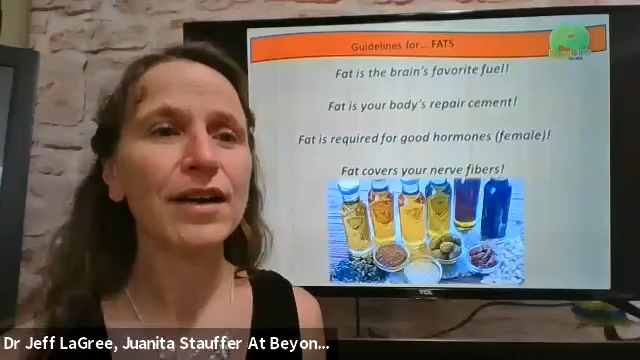 Guidelines for....FATS
Fat is the brain's favorite fuel!
Fat is your body's repair cement!
Fat is required for good hormones (female)!
Fat covers your nerve fibers!
TCL
Dr Jeff LaGree, Juanita Stauffer At Beyon...